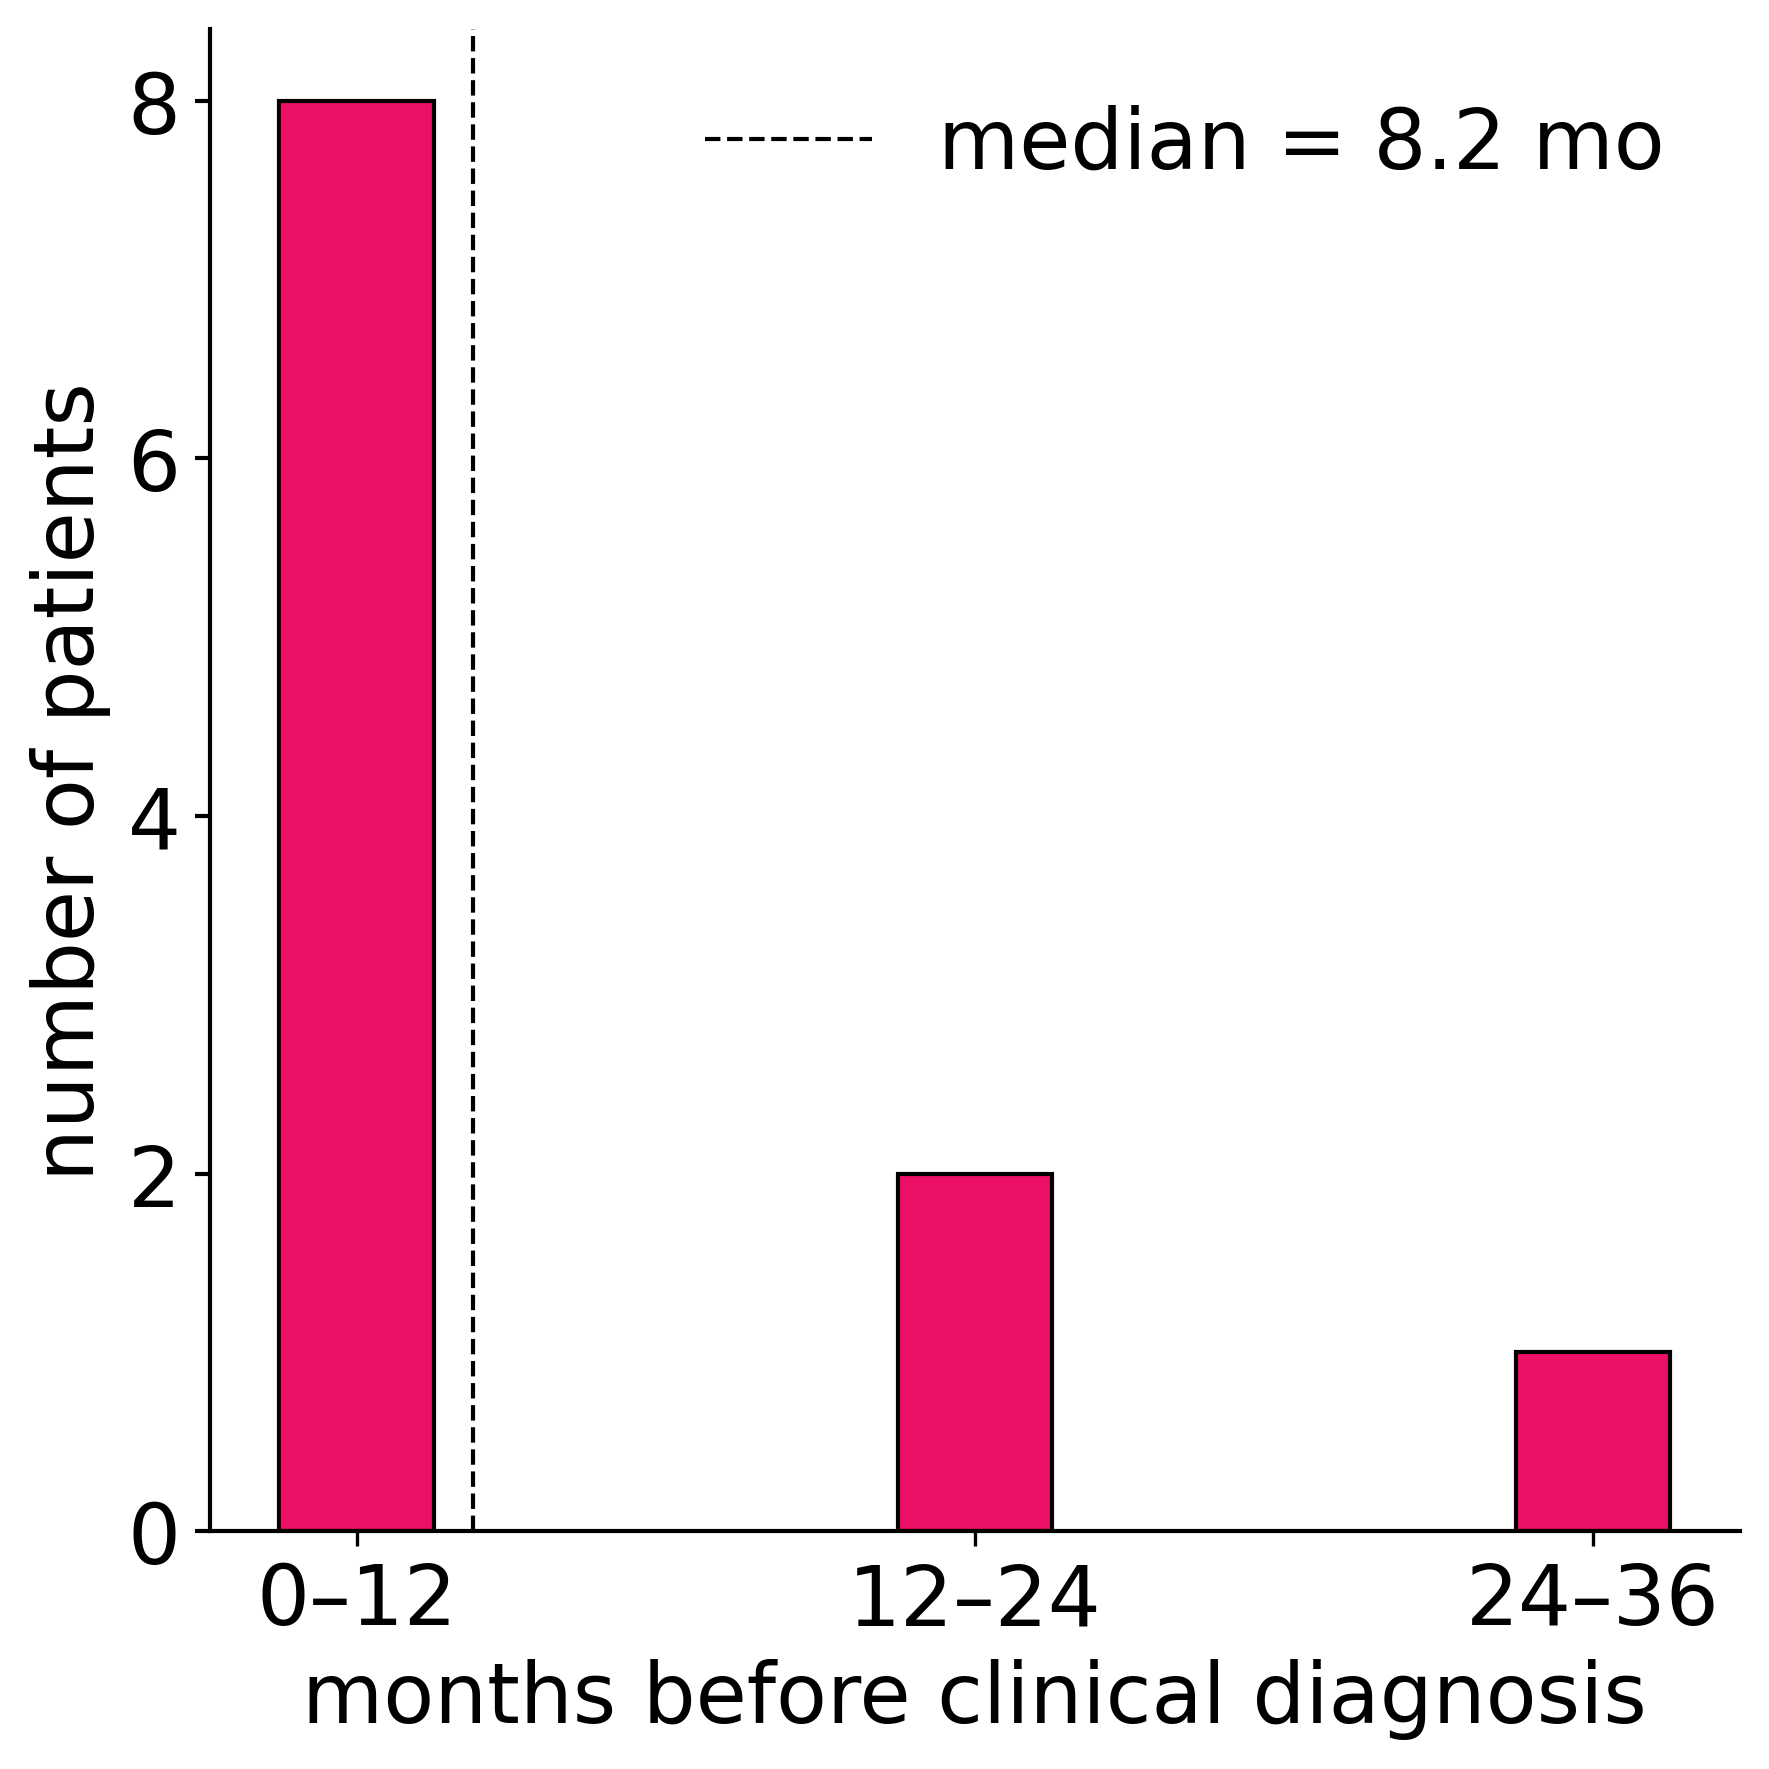 median = 8.2 mo
number of patients
8
6
4
2
0
0–12
12–24
24–36
months before clinical diagnosis